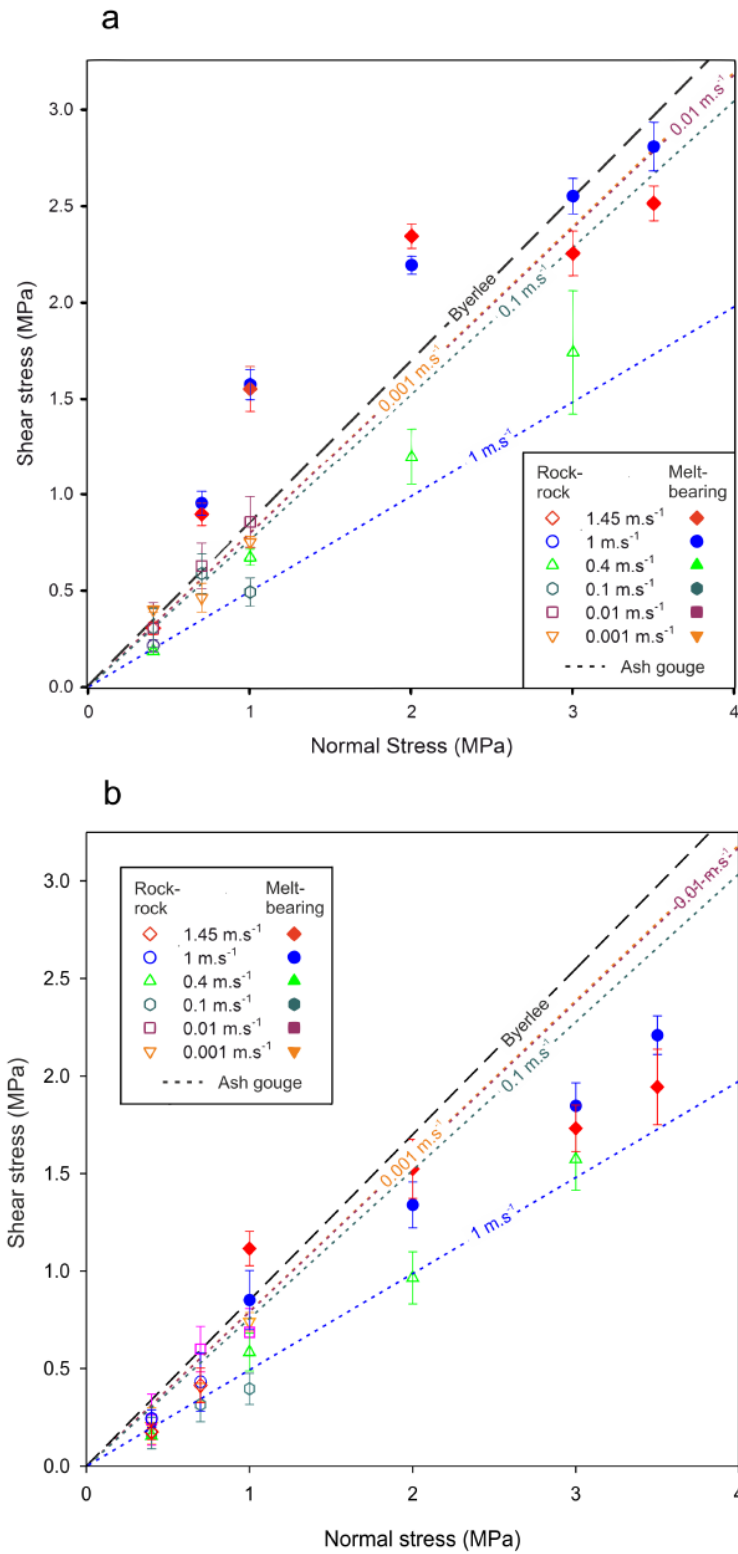 a
3.0
2.5
2.0
1.5
1.0
0.5
0.0
Shear stress (MPa)
0 1 2 3 4
Normal Stress (MPa)
Byerlee
0.01 m.s⁻¹
0.001 m.s⁻¹
0.1 m.s⁻¹
1 m.s⁻¹
Rock- Melt-
rock bearing
1.45 m.s⁻¹
1 m.s⁻¹
0.4 m.s⁻¹
0.1 m.s⁻¹
0.01 m.s⁻¹
0.001 m.s⁻¹
Ash gouge
b
3.0
2.5
2.0
1.5
1.0
0.5
0.0
Shear stress (MPa)
Rock- Melt-
rock bearing
1.45 m.s⁻¹
1 m.s⁻¹
0.4 m.s⁻¹
0.1 m.s⁻¹
0.01 m.s⁻¹
0.001 m.s⁻¹
Ash gouge
0.01 m.s⁻¹
Byerlee
0.1 m.s⁻¹
0.001 m.s⁻¹
1 m.s⁻¹
0 1 2 3 4
Normal stress (MPa)